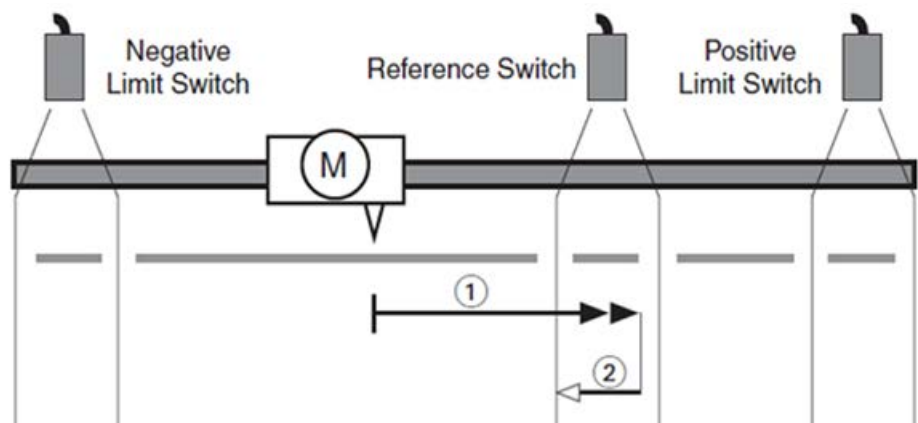 Negative
Limit Switch
Reference Switch
Positive
Limit Switch
M
1
2